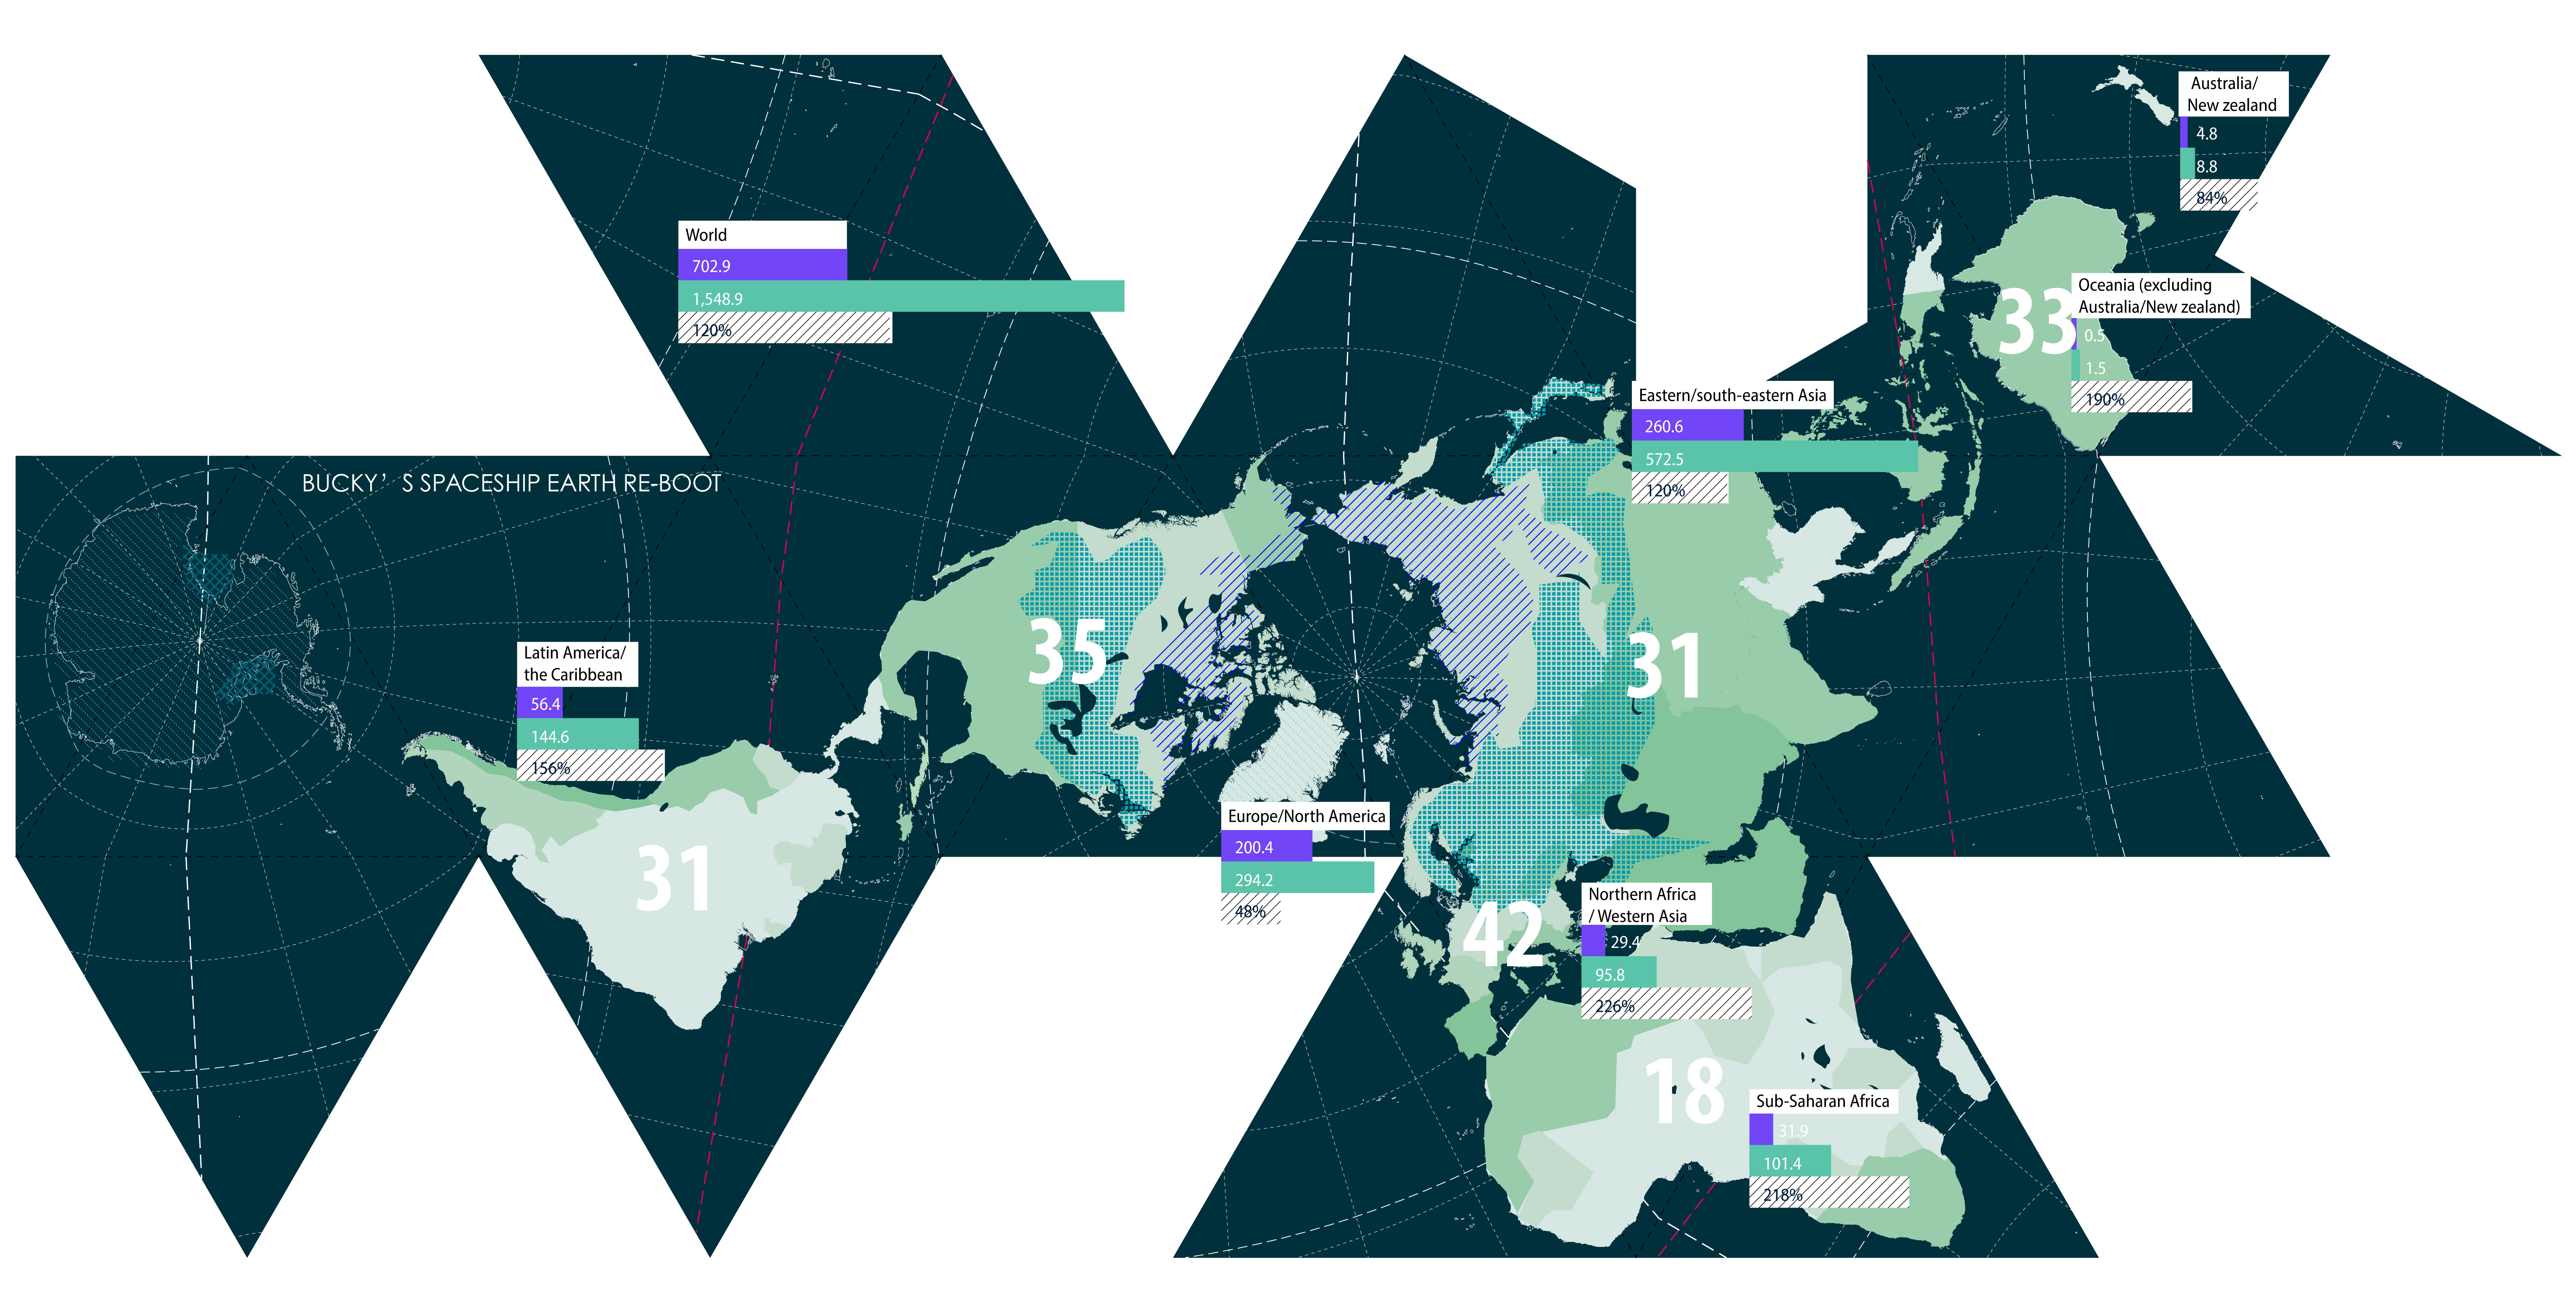 Australia/
New zealand
4.8
8.8
84%
World
702.9
1,548.9
120%
33
Oceania (excluding
Australia/New zealand)
0.5
1.5
190%
Eastern/south-eastern Asia
260.6
572.5
120%
BUCKY’S SPACESHIP EARTH RE-BOOT
35
31
Latin America/
the Caribbean
56.4
144.6
156%
31
Europe/North America
200.4
294.2
48%
42
Northern Africa
/ Western Asia
29.4
95.8
226%
18
Sub-Saharan Africa
31.9
101.4
218%